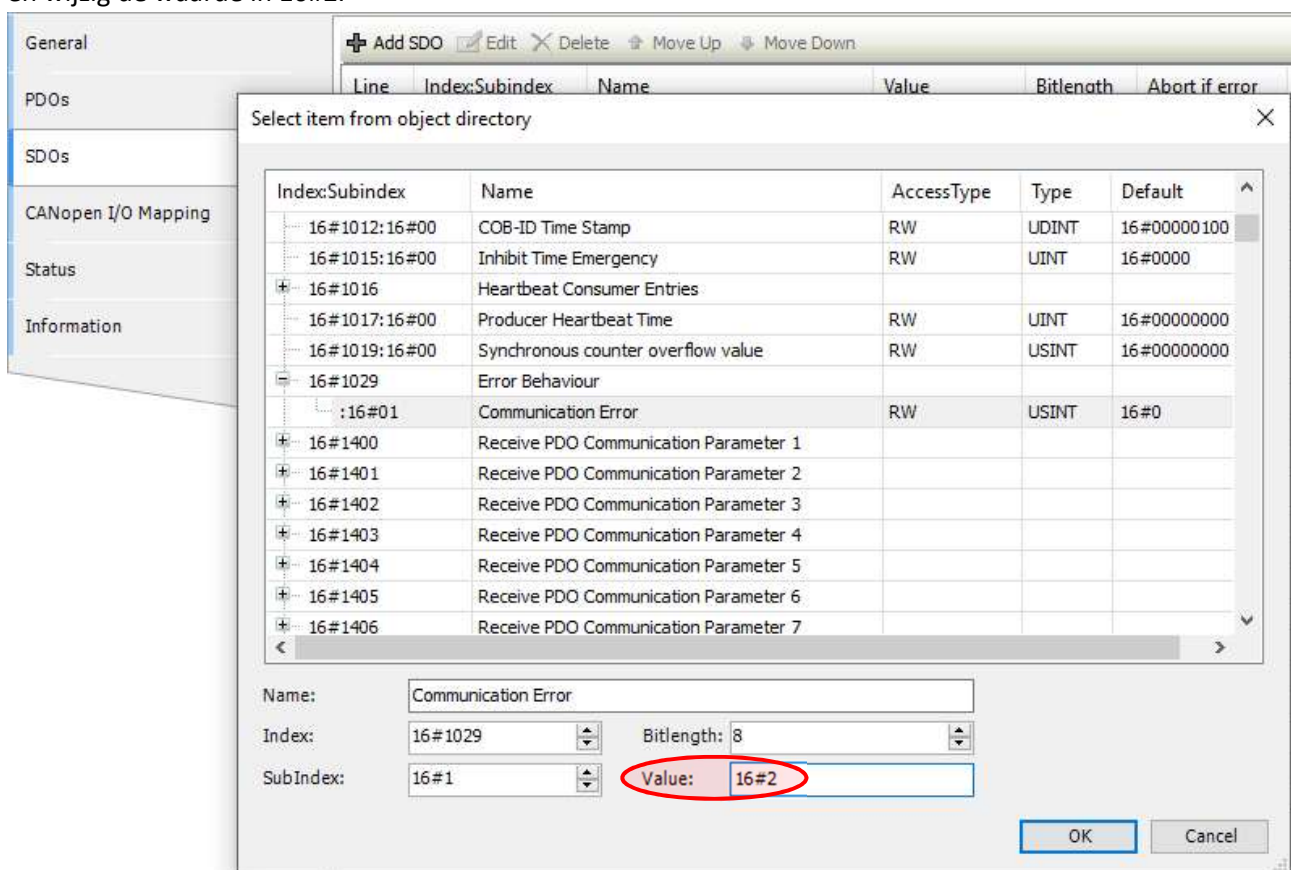 en wijzig de waarde in 16#2.
General
Add SDO Edit Delete Move Up Move Down
Line Index:Subindex Name Value Bitlength Abort if error
PDOs
Select item from object directory
SDOs
Index:Subindex Name AccessType Type Default
CANopen I/O Mapping
16#1012:16#00 COB-ID Time Stamp RW UDINT 16#00000100
Status
16#1015:16#00 Inhibit Time Emergency RW UINT 16#0000
16#1016 Heartbeat Consumer Entries
Information
16#1017:16#00 Producer Heartbeat Time RW UINT 16#00000000
16#1019:16#00 Synchronous counter overflow value RW USINT 16#00000000
16#1029 Error Behaviour
:16#01 Communication Error RW USINT 16#0
16#1400 Receive PDO Communication Parameter 1
16#1401 Receive PDO Communication Parameter 2
16#1402 Receive PDO Communication Parameter 3
16#1403 Receive PDO Communication Parameter 4
16#1404 Receive PDO Communication Parameter 5
16#1405 Receive PDO Communication Parameter 6
16#1406 Receive PDO Communication Parameter 7
Name: Communication Error
Index: 16#1029 Bitlength: 8
SubIndex: 16#1 Value: 16#2
OK Cancel